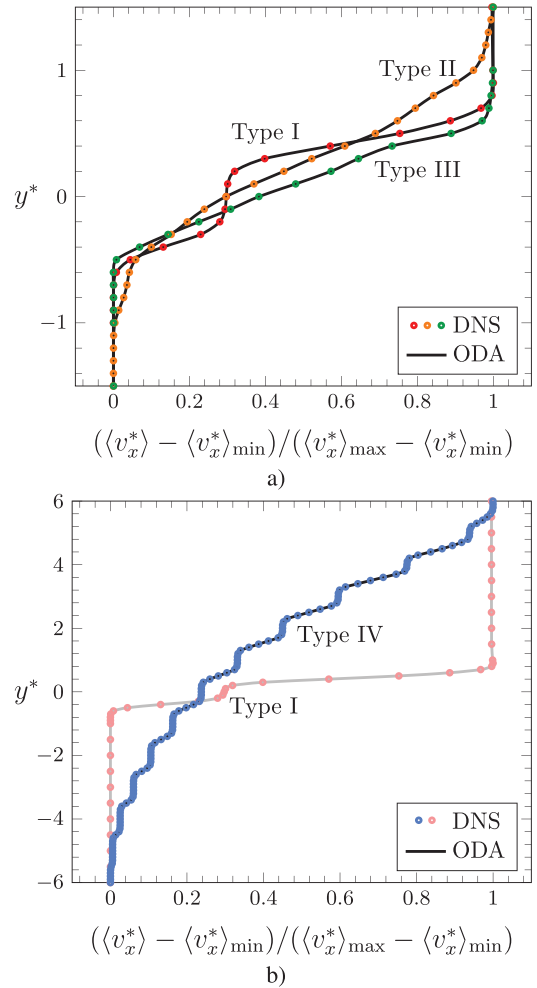 Type II
Type I
Type III
1
0
−1
y*
DNS
ODA
0 0.2 0.4 0.6 0.8 1
(⟨v*ₓ⟩ − ⟨v*ₓ⟩min)/(⟨v*ₓ⟩max − ⟨v*ₓ⟩min)
a)
6
4
2
0
−2
−4
−6
y*
Type IV
Type I
DNS
ODA
0 0.2 0.4 0.6 0.8 1
(⟨v*ₓ⟩ − ⟨v*ₓ⟩min)/(⟨v*ₓ⟩max − ⟨v*ₓ⟩min)
b)